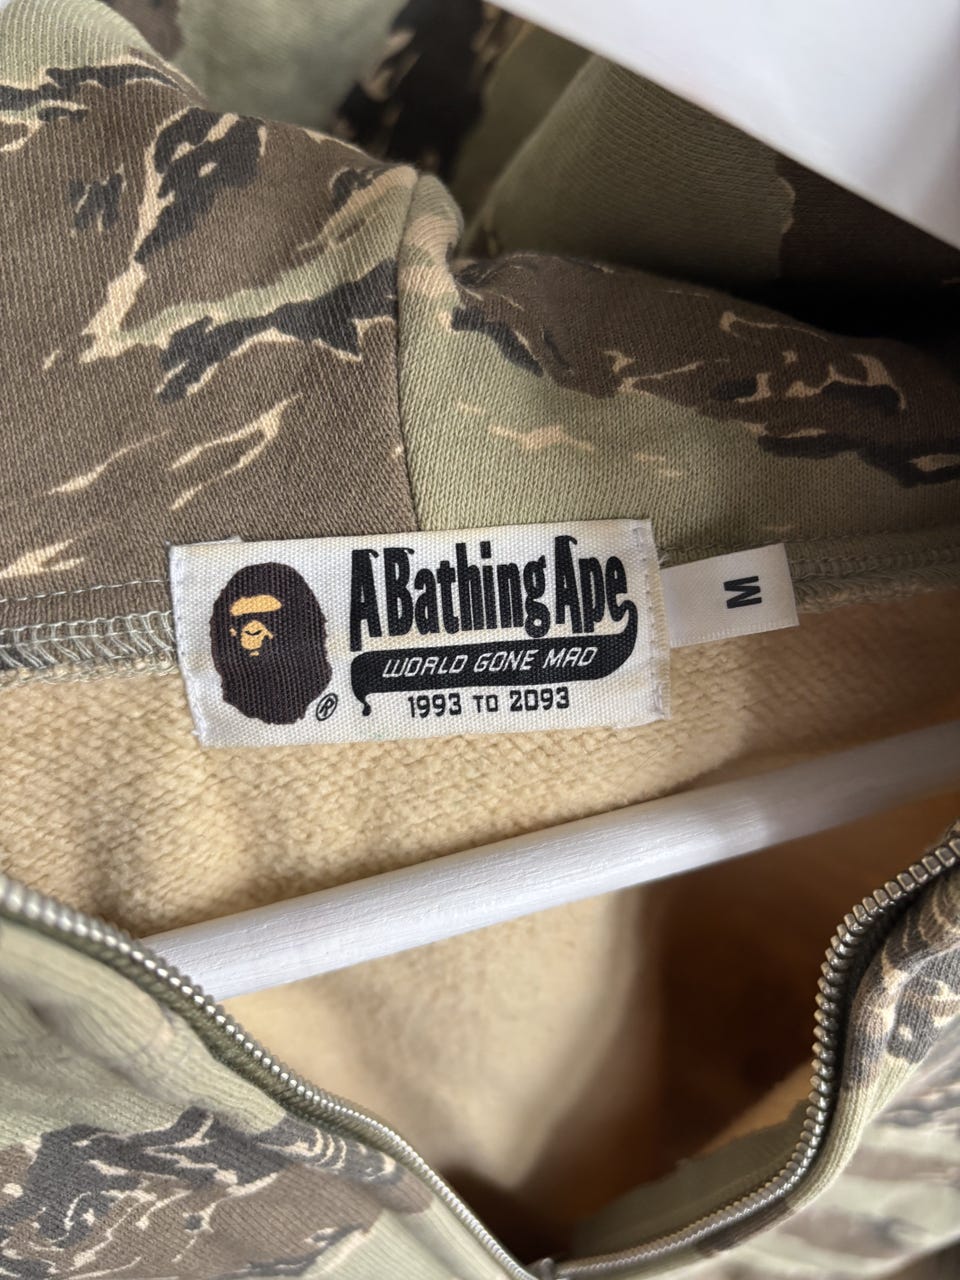 A Bathing Ape
WORLD GONE MAD
1993 TO 2093
®
M